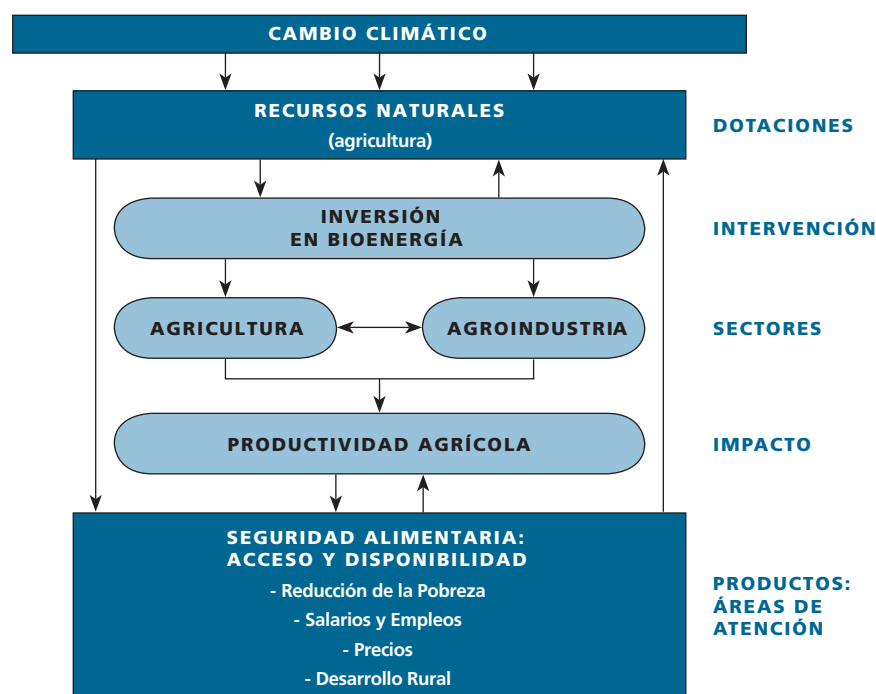 CAMBIO CLIMÁTICO
RECURSOS NATURALES
(agricultura)
DOTACIONES
INVERSIÓN
EN BIOENERGÍA
INTERVENCIÓN
AGRICULTURA
AGROINDUSTRIA
SECTORES
PRODUCTIVIDAD AGRÍCOLA
IMPACTO
SEGURIDAD ALIMENTARIA:
ACCESO Y DISPONIBILIDAD
- Reducción de la Pobreza
- Salarios y Empleos
- Precios
- Desarrollo Rural
PRODUCTOS:
ÁREAS DE
ATENCIÓN